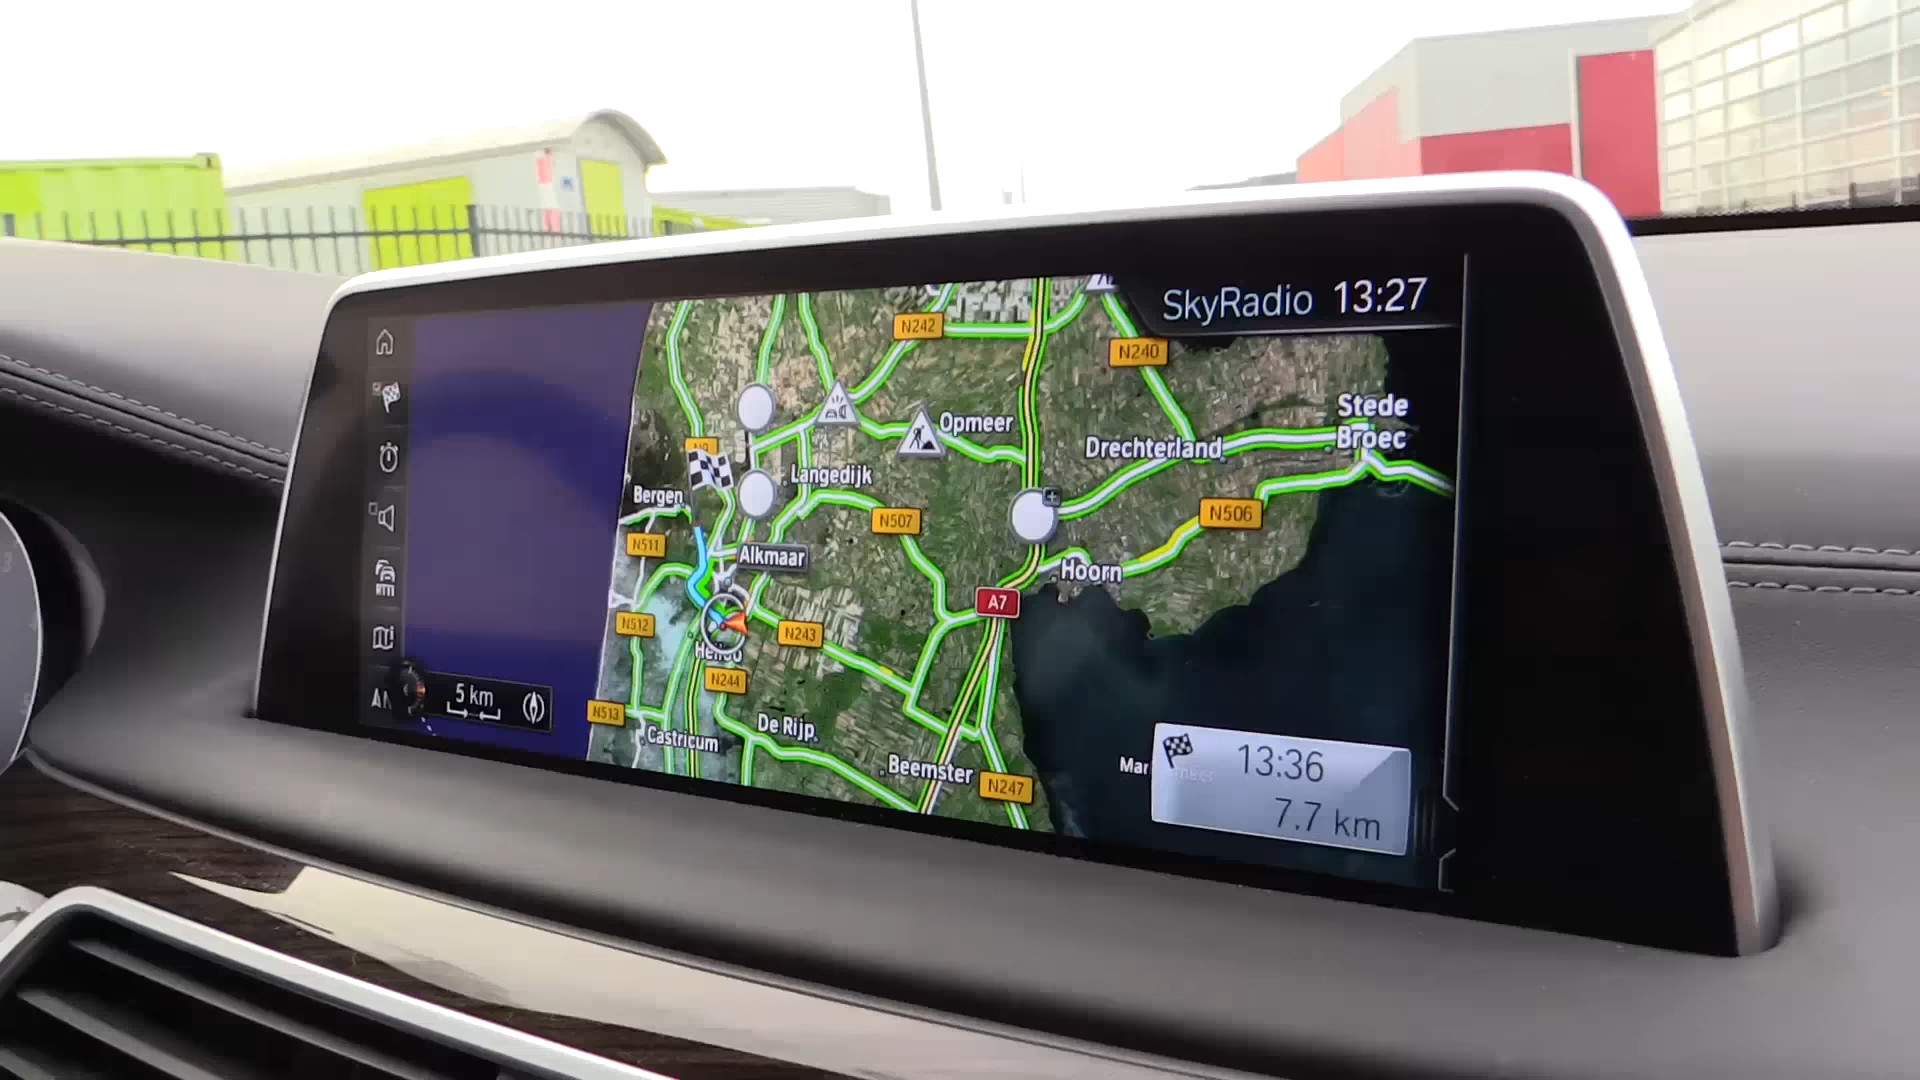 SkyRadio 13:27
N242
N240
Stede
Broec
Opmeer
Drechterland
Langedijk
Bergen
N507
N506
N511
Alkmaar
Hoorn
A7
N512
N243
N244
5 km
N513
De Rijp
Castricum
Beemster
N247
13:36
7.7 km